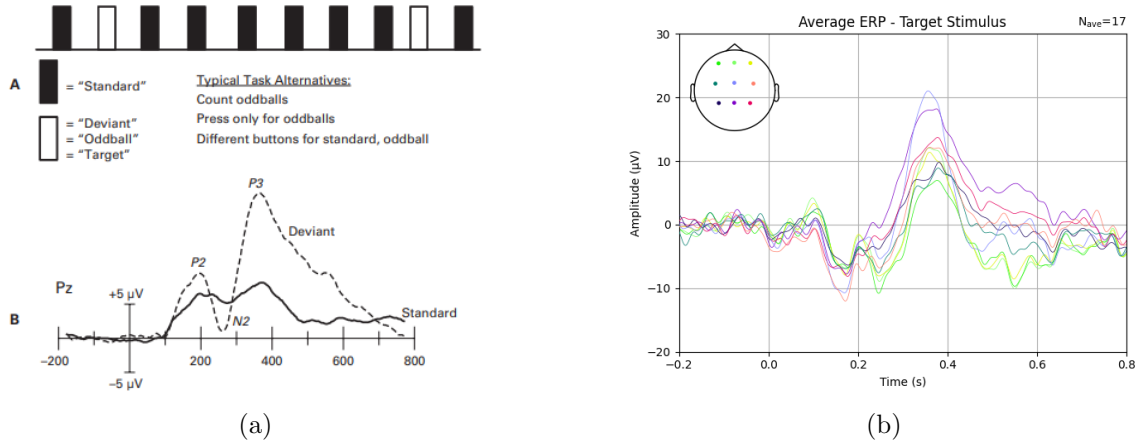 A
= “Standard”
= “Deviant”
= “Oddball”
= “Target”
Typical Task Alternatives:
Count oddballs
Press only for oddballs
Different buttons for standard, oddball
B
Pz
P3
Deviant
P2
+5 µV
N2
Standard
−200
200
400
600
800
−5 µV
(a)
Average ERP - Target Stimulus
Nave=17
Amplitude (µV)
30
20
10
0
−10
−20
−0.2
0.0
0.2
0.4
0.6
0.8
Time (s)
(b)